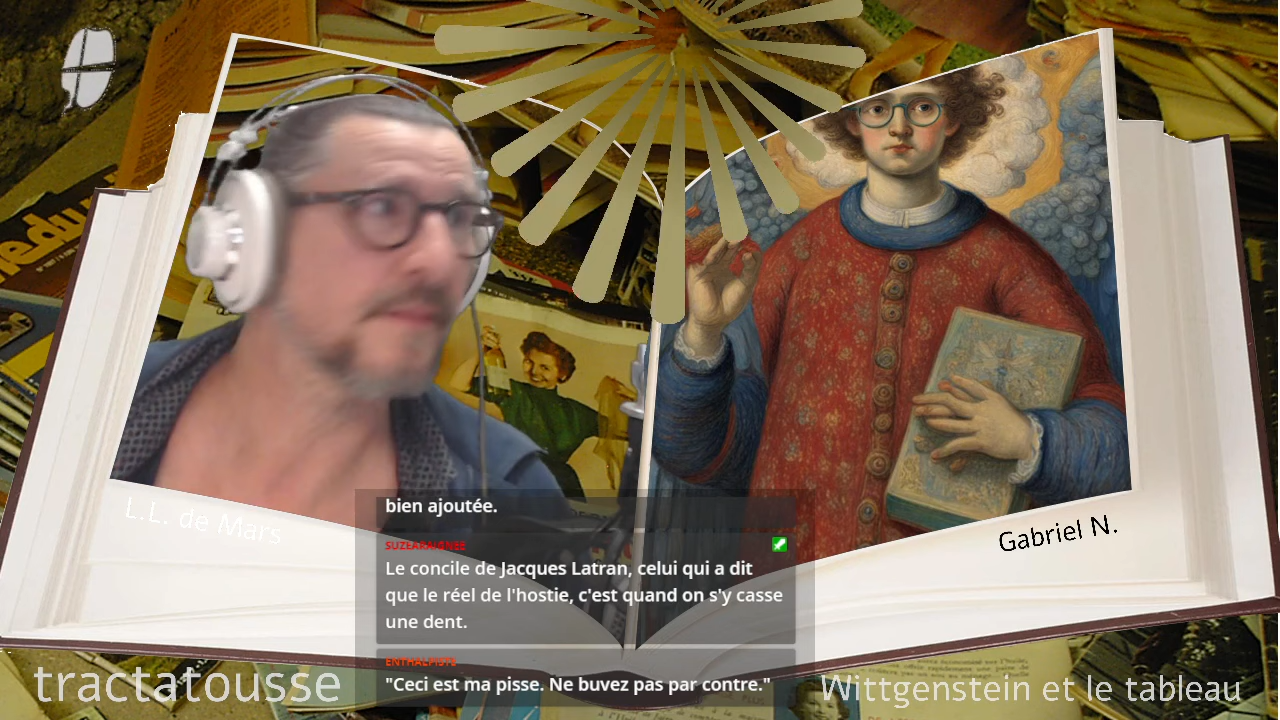 L.L. de Mars
Gabriel N.
bien ajoutée.
SUZEARAIGNEE
Le concile de Jacques Latran, celui qui a dit
que le réel de l'hostie, c'est quand on s'y casse
une dent.
ENTHALPISTE
"Ceci est ma pisse. Ne buvez pas par contre."
tractatousse
Wittgenstein et le tableau